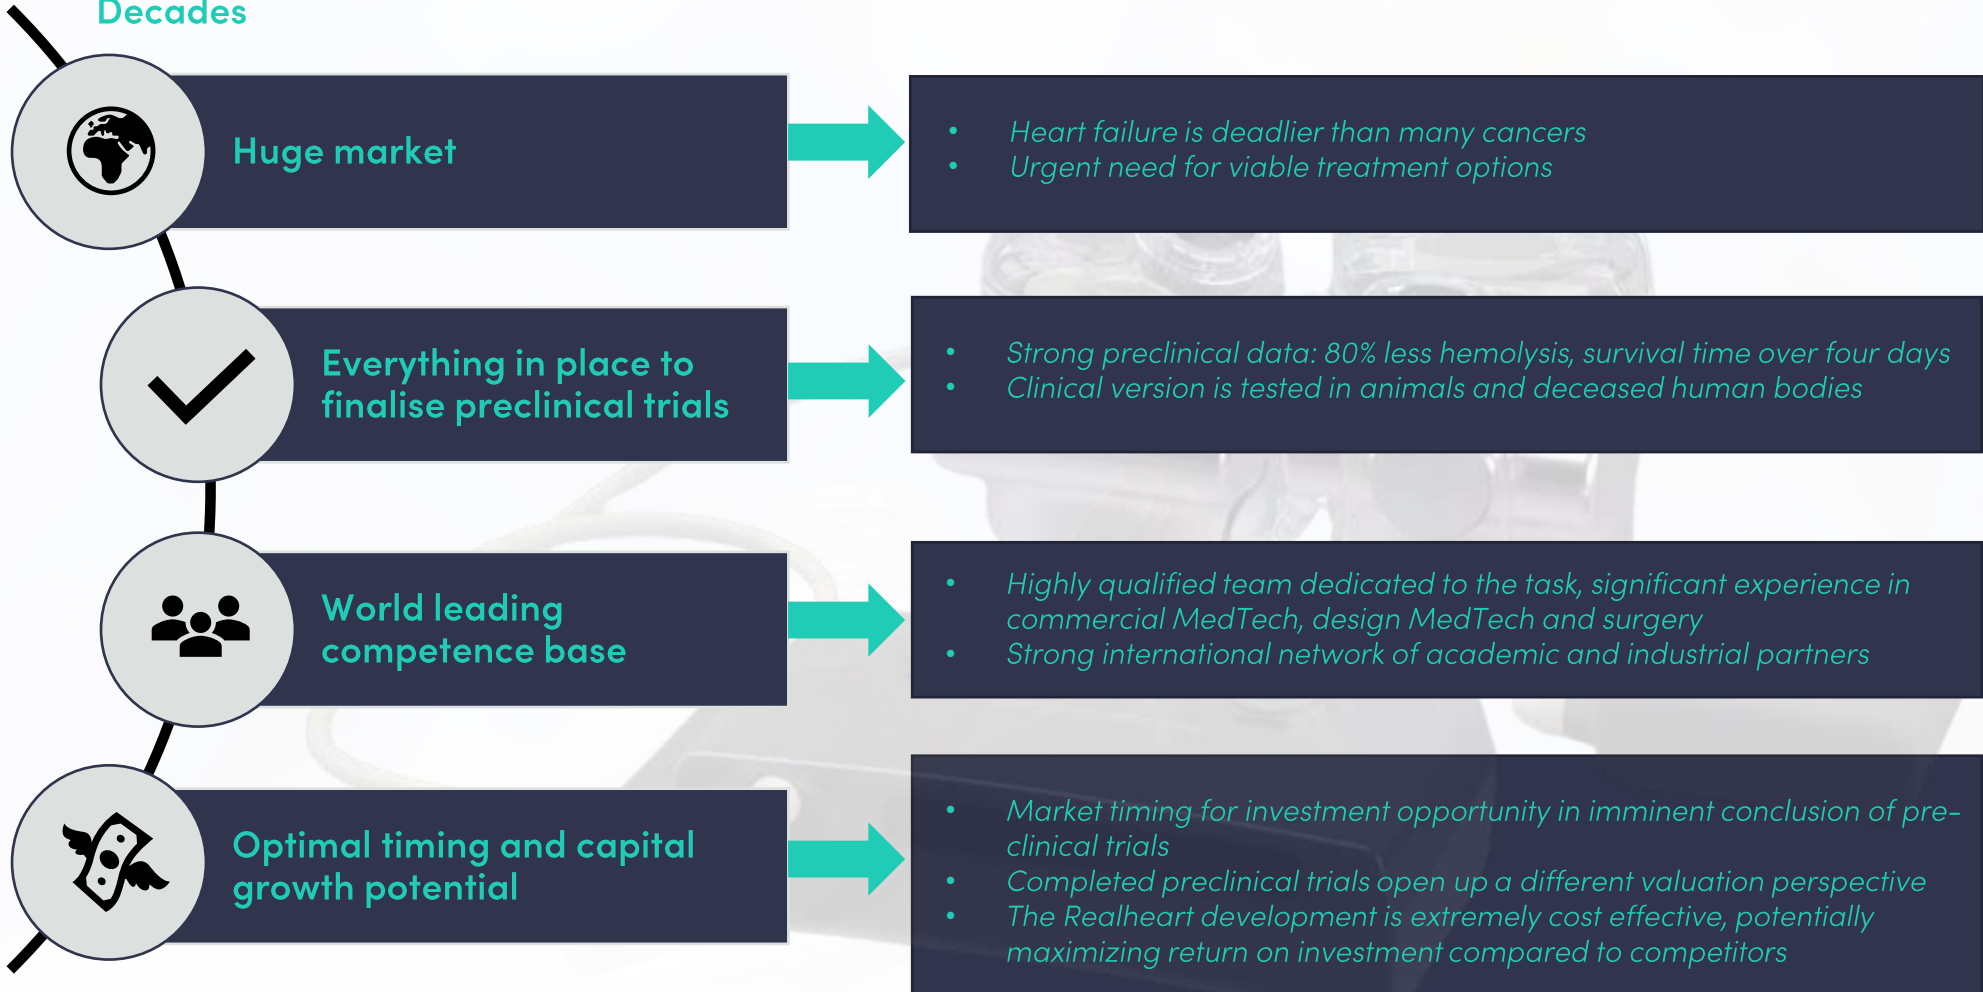 Decades
Huge market
• Heart failure is deadlier than many cancers
• Urgent need for viable treatment options
Everything in place to
finalise preclinical trials
• Strong preclinical data: 80% less hemolysis, survival time over four days
• Clinical version is tested in animals and deceased human bodies
World leading
competence base
• Highly qualified team dedicated to the task, significant experience in
commercial MedTech, design MedTech and surgery
• Strong international network of academic and industrial partners
Optimal timing and capital
growth potential
• Market timing for investment opportunity in imminent conclusion of pre-
clinical trials
• Completed preclinical trials open up a different valuation perspective
• The Realheart development is extremely cost effective, potentially
maximizing return on investment compared to competitors